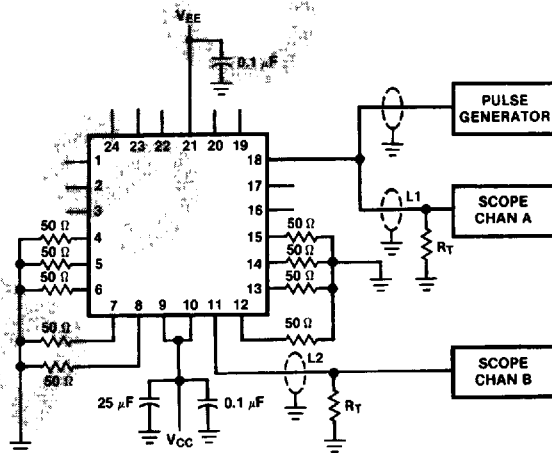 VEE
0.1 μF
24 23 22 21 20 19
PULSE
GENERATOR
1
18
2
17
L1
SCOPE
CHAN A
3
16
50 Ω
4
15
50 Ω
RT
50 Ω
5
14
50 Ω
50 Ω
6
13
50 Ω
7 8 9 10 11 12
50 Ω
50 Ω
L2
SCOPE
CHAN B
50 Ω
25 μF
0.1 μF
RT
VCC